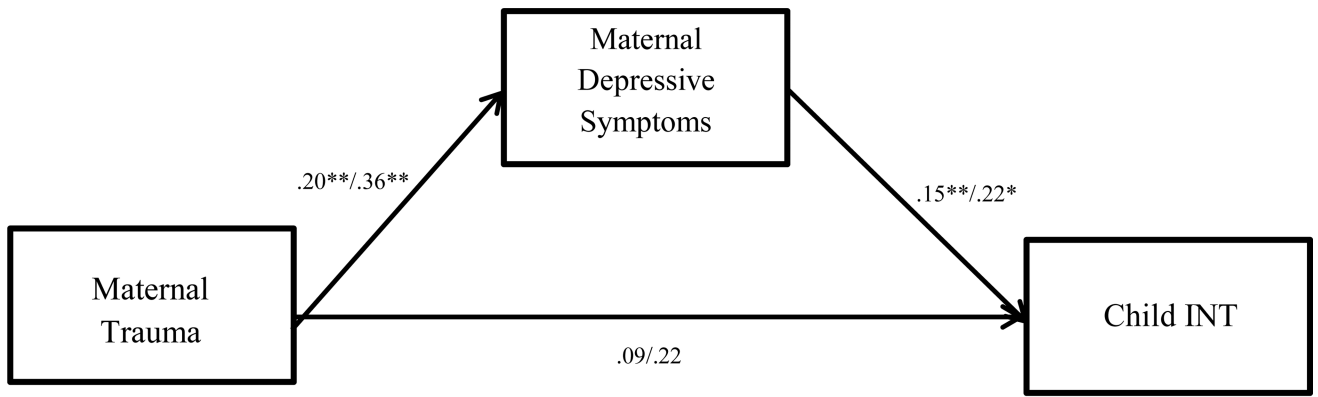 Maternal
Depressive
Symptoms
.20**/.36**
.15**/.22*
Maternal
Trauma
Child INT
.09/.22